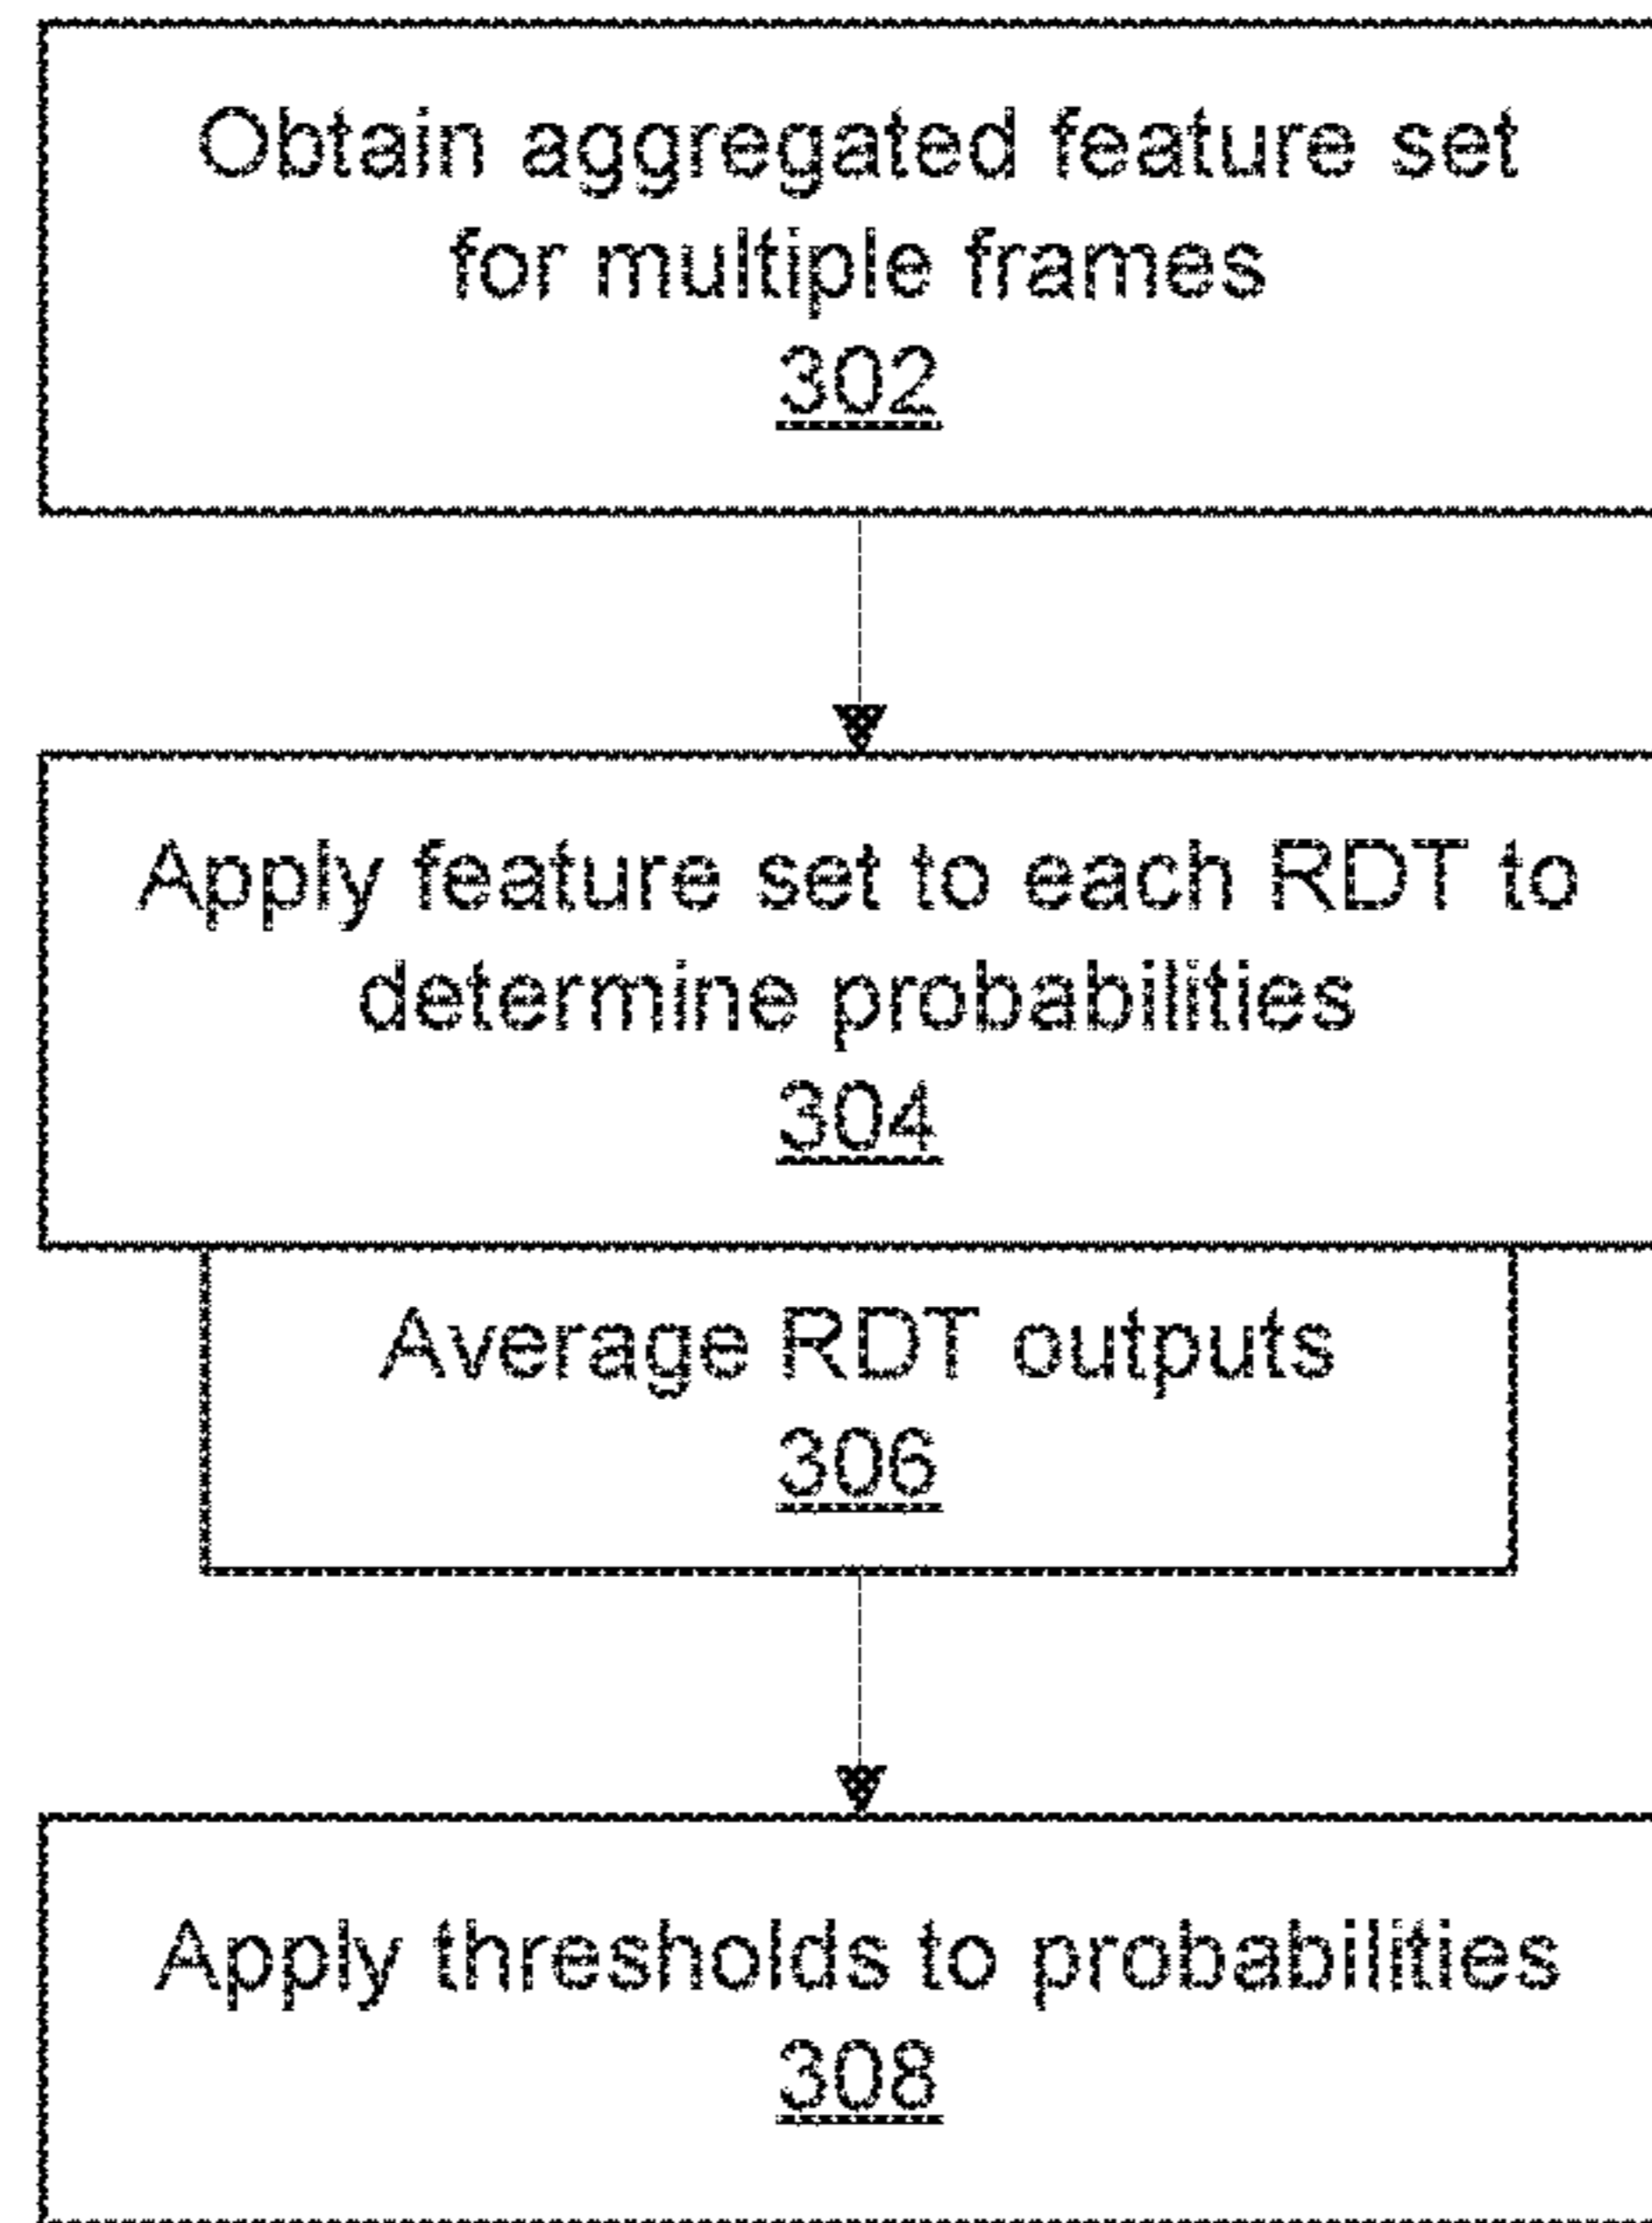 Obtain aggregated feature set
for multiple frames
302
Apply feature set to each RDT to
determine probabilities
304
Average RDT outputs
306
Apply thresholds to probabilities
308